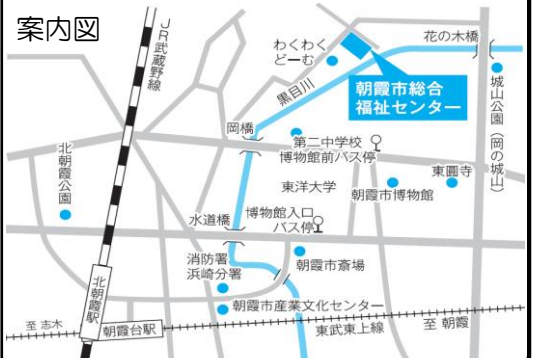 案内図
JR武蔵野線
わくわく
どーむ
花の木橋
黒目川
朝霞市総合
福祉センター
城山公園(岡の城山)
岡橋
第二中学校
博物館前バス停
北朝霞公園
東洋大学
朝霞市博物館
東圓寺
水道橋
博物館入口
バス停
消防署
浜崎分署
朝霞市斎場
北朝霞駅
朝霞市産業文化センター
至 志木
朝霞台駅
東武東上線
至 朝霞